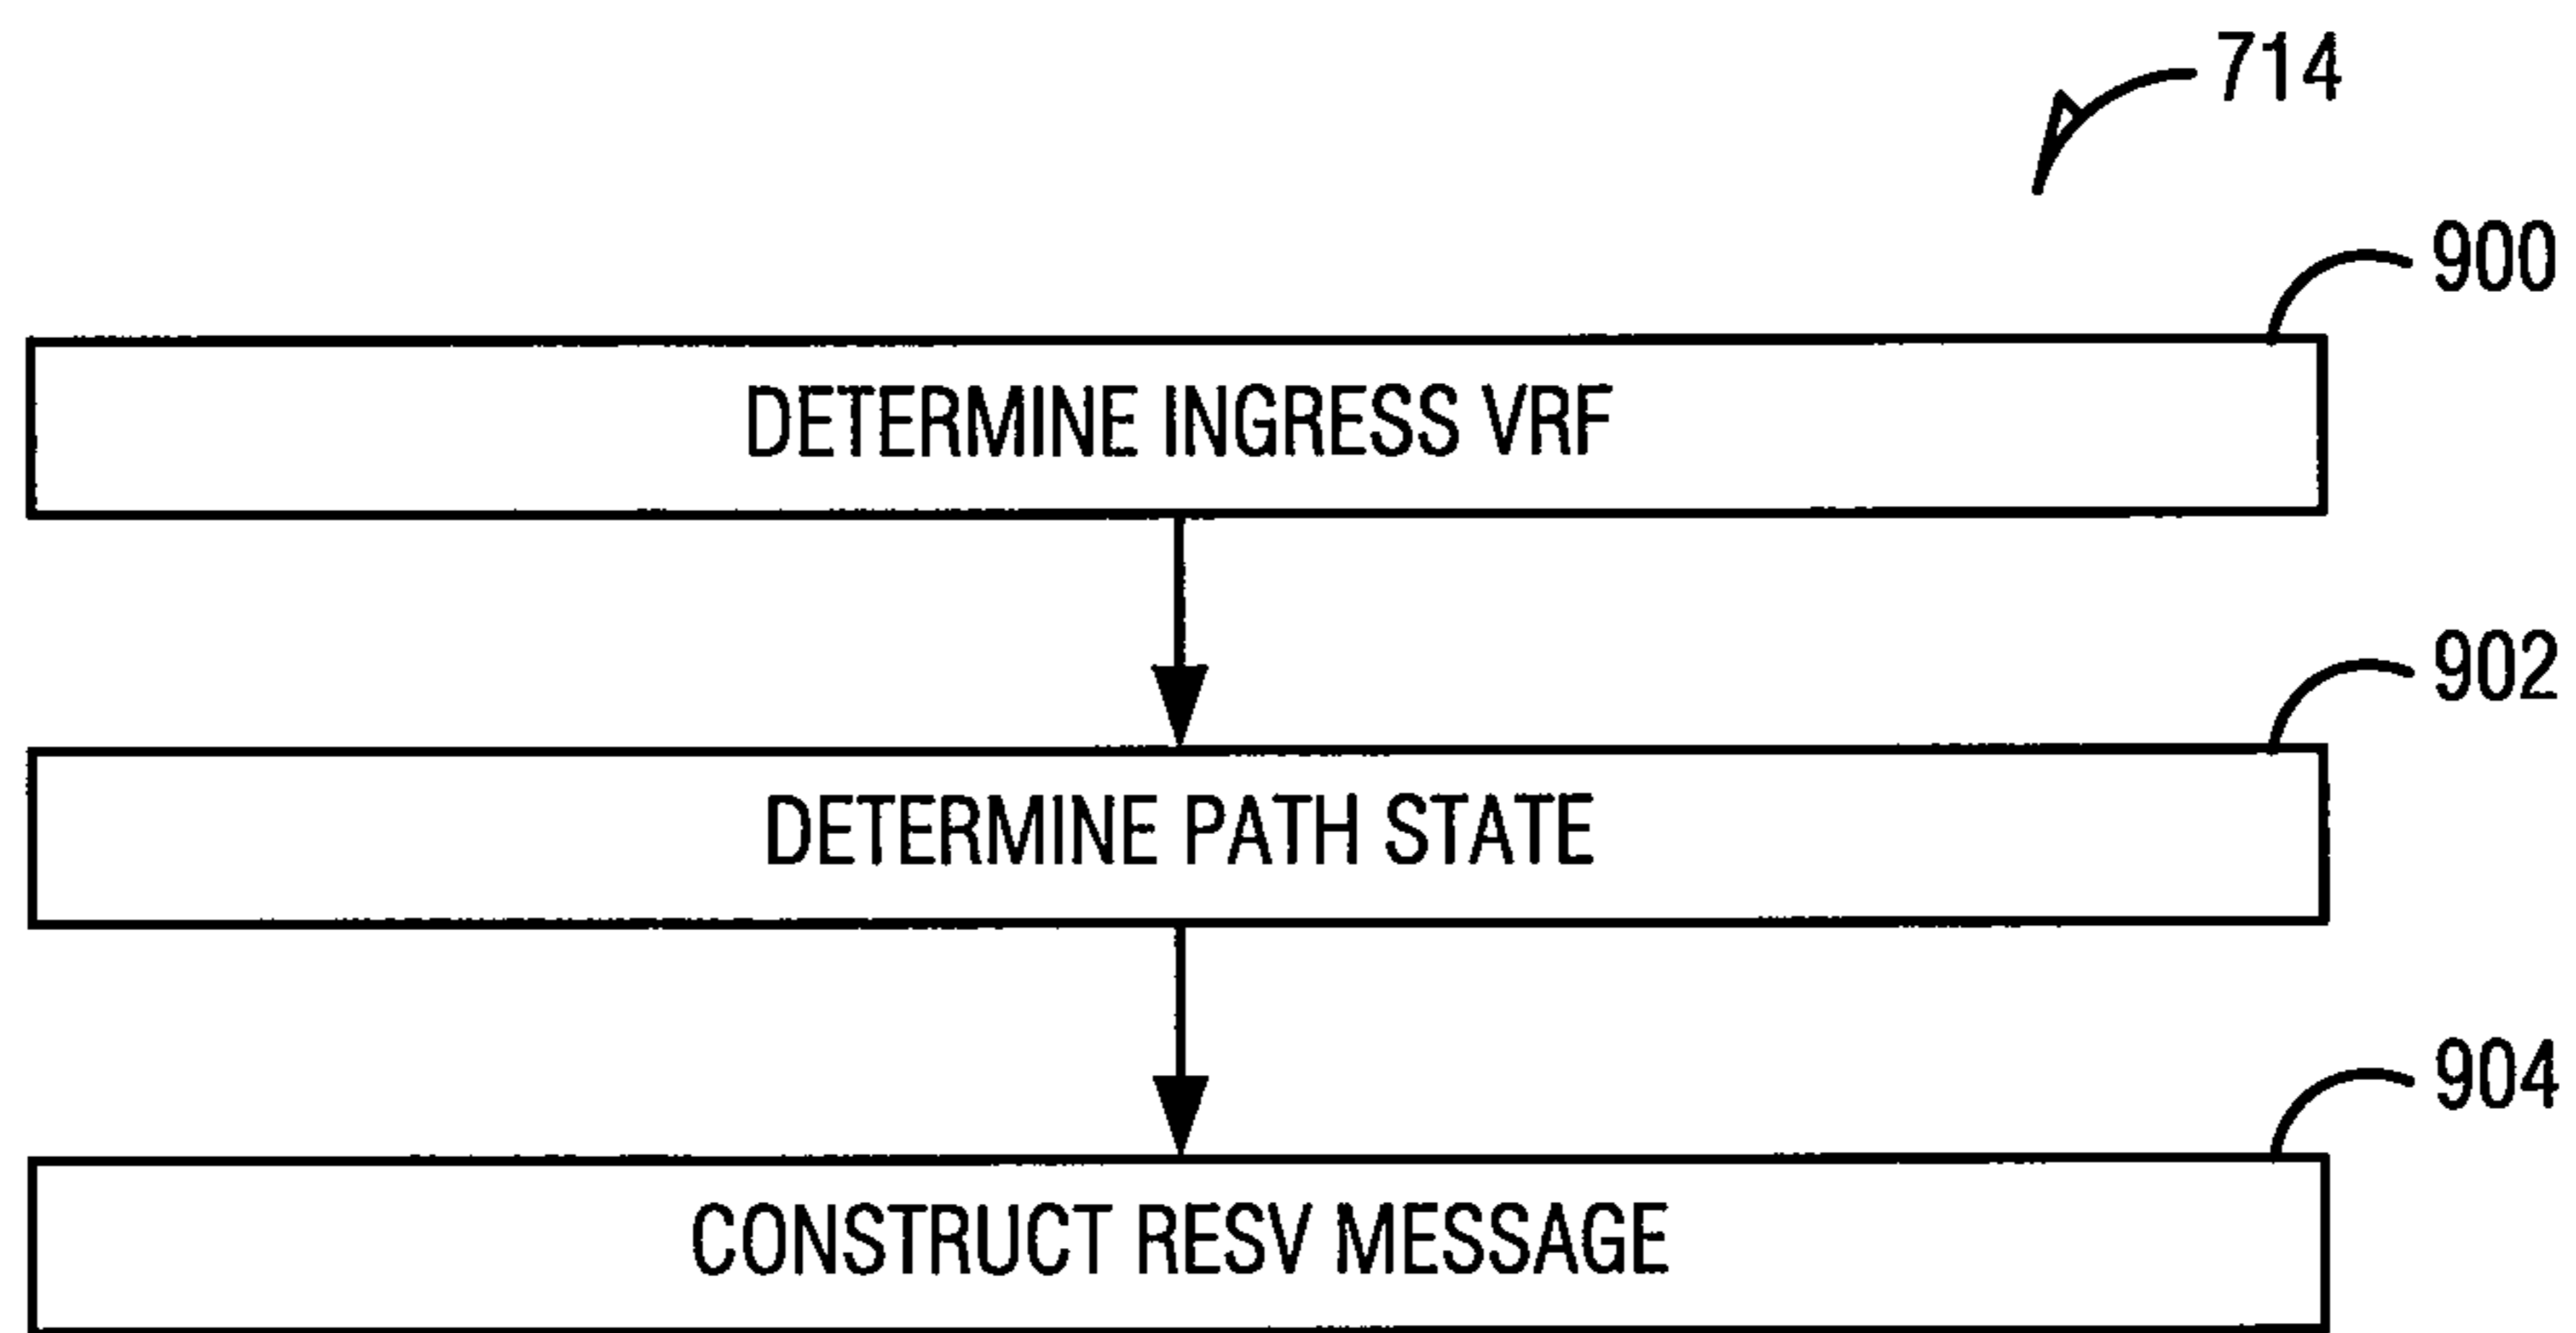 714
900
DETERMINE INGRESS VRF
902
DETERMINE PATH STATE
904
CONSTRUCT RESV MESSAGE